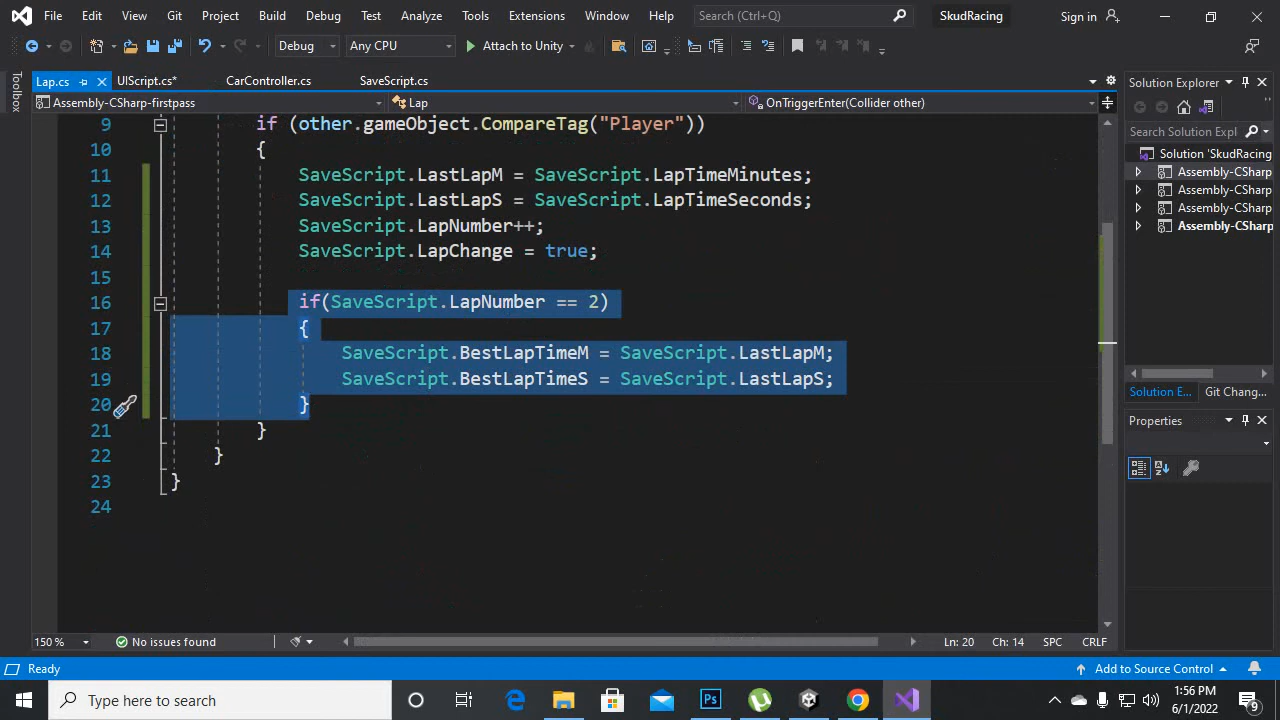 File Edit View Git Project Build Debug Test Analyze Tools Extensions Window Help Search (Ctrl+Q) SkudRacing Sign in
Debug Any CPU Attach to Unity
Toolbox
Lap.cs UIScript.cs* CarController.cs SaveScript.cs
Assembly-CSharp-firstpass Lap OnTriggerEnter(Collider other)
9 if (other.gameObject.CompareTag("Player"))
10 {
11 SaveScript.LastLapM = SaveScript.LapTimeMinutes;
12 SaveScript.LastLapS = SaveScript.LapTimeSeconds;
13 SaveScript.LapNumber++;
14 SaveScript.LapChange = true;
15
16 if(SaveScript.LapNumber == 2)
17 {
18 SaveScript.BestLapTimeM = SaveScript.LastLapM;
19 SaveScript.BestLapTimeS = SaveScript.LastLapS;
20 }
21 }
22 }
23 }
24
150 % No issues found Ln: 20 Ch: 14 SPC CRLF
Solution Explorer
Search Solution Expl
Solution 'SkudRacing
Assembly-CSharp
Assembly-CSharp
Assembly-CSharp
Assembly-CSharp
Solution E... Git Chang...
Properties
Ready Add to Source Control
Type here to search
Ps
1:56 PM
6/1/2022
9